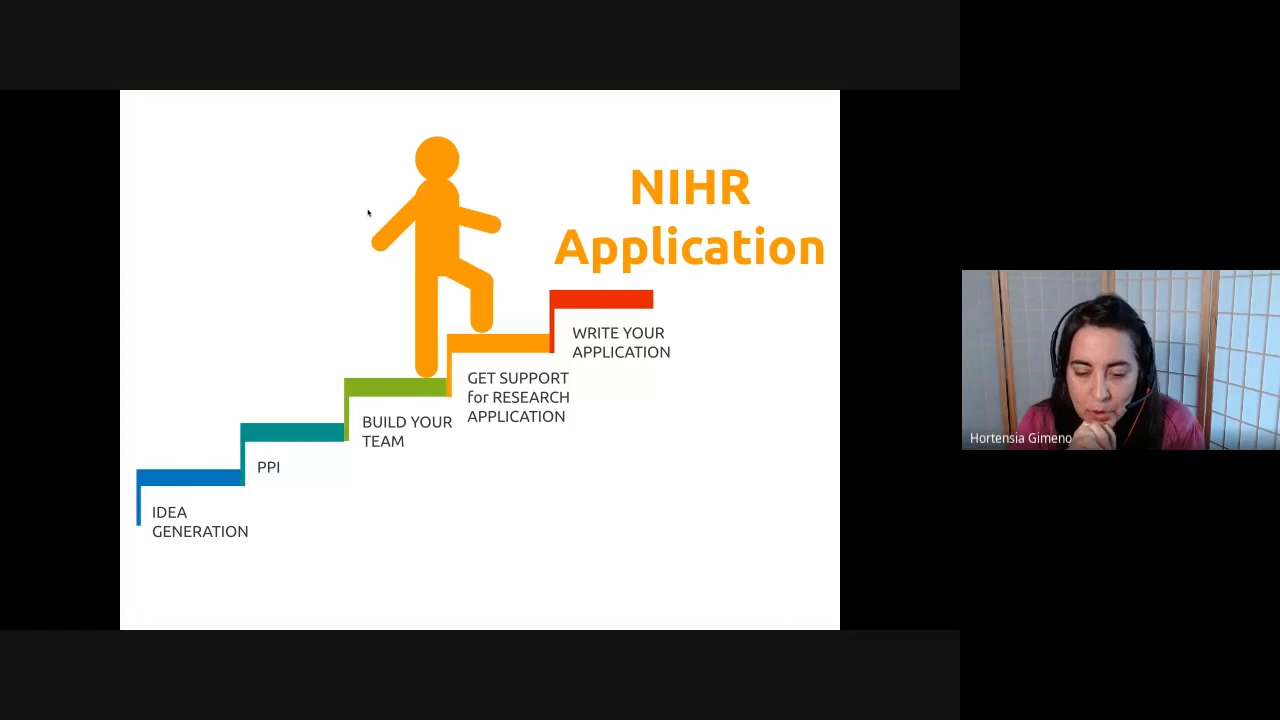 NIHR
Application
WRITE YOUR
APPLICATION
GET SUPPORT
for RESEARCH
APPLICATION
BUILD YOUR
TEAM
PPI
IDEA
GENERATION
Hortensia Gimeno